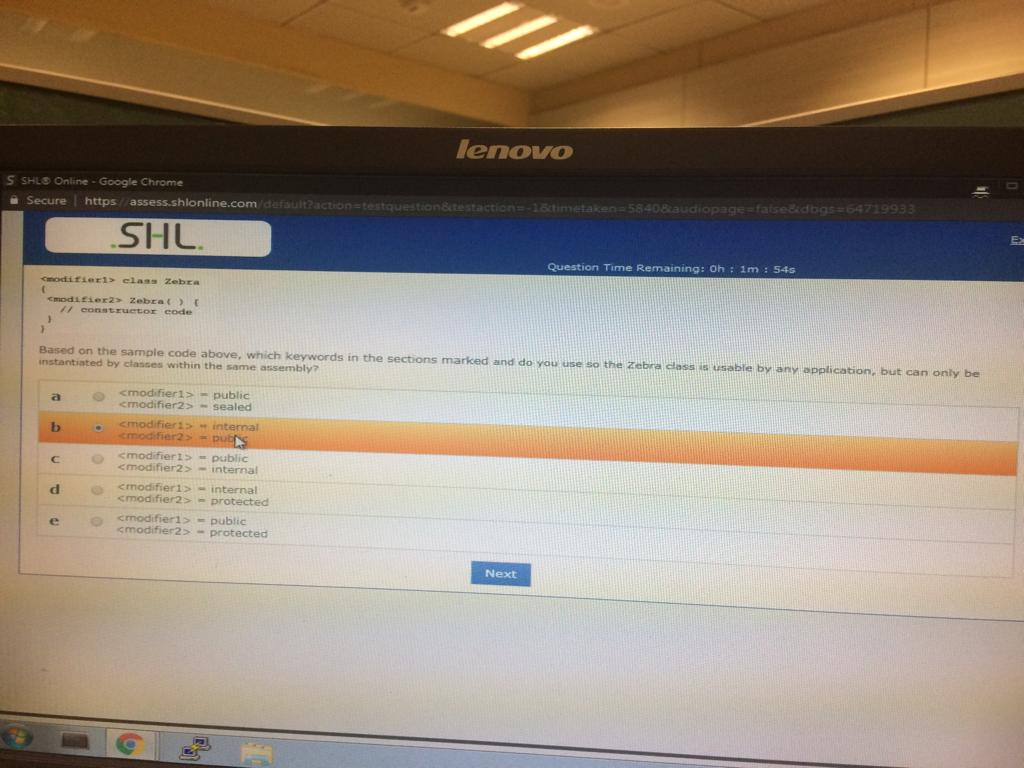 lenovo
S SHL® Online - Google Chrome
Secure | https://assess.shlonline.com/default?action=testquestion&testaction=-1&timetaken=5840&audiopage=false&dbgs=64719933
.SHL.
Ex
Question Time Remaining: 0h : 1m : 54s
<modifier1> class Zebra
{
<modifier2> Zebra( ) {
// constructor code
}
}
Based on the sample code above, which keywords in the sections marked and do you use so the Zebra class is usable by any application, but can only be
instantiated by classes within the same assembly?
a <modifier1> = public
<modifier2> = sealed
b <modifier1> = internal
<modifier2> = public
c <modifier1> = public
<modifier2> = internal
d <modifier1> = internal
<modifier2> = protected
e <modifier1> = public
<modifier2> = protected
Next